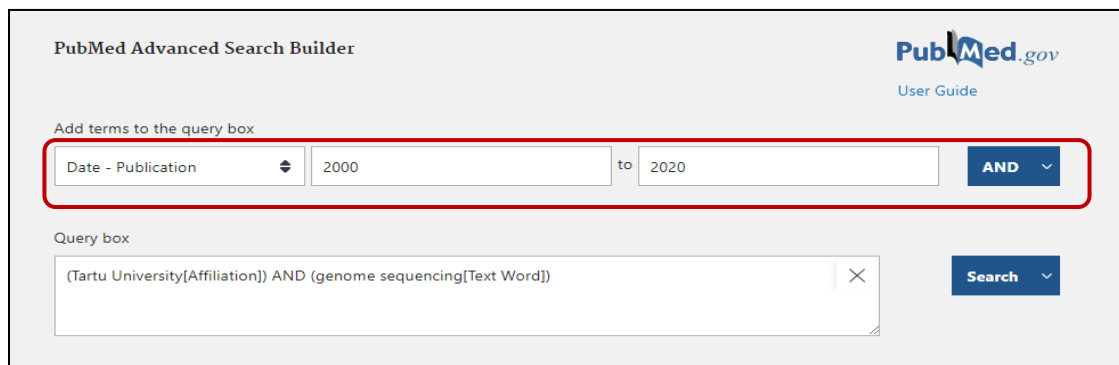 PubMed Advanced Search Builder
PubMed.gov
User Guide
Add terms to the query box
Date - Publication 2000 to 2020 AND
Query box
(Tartu University[Affiliation]) AND (genome sequencing[Text Word])
Search